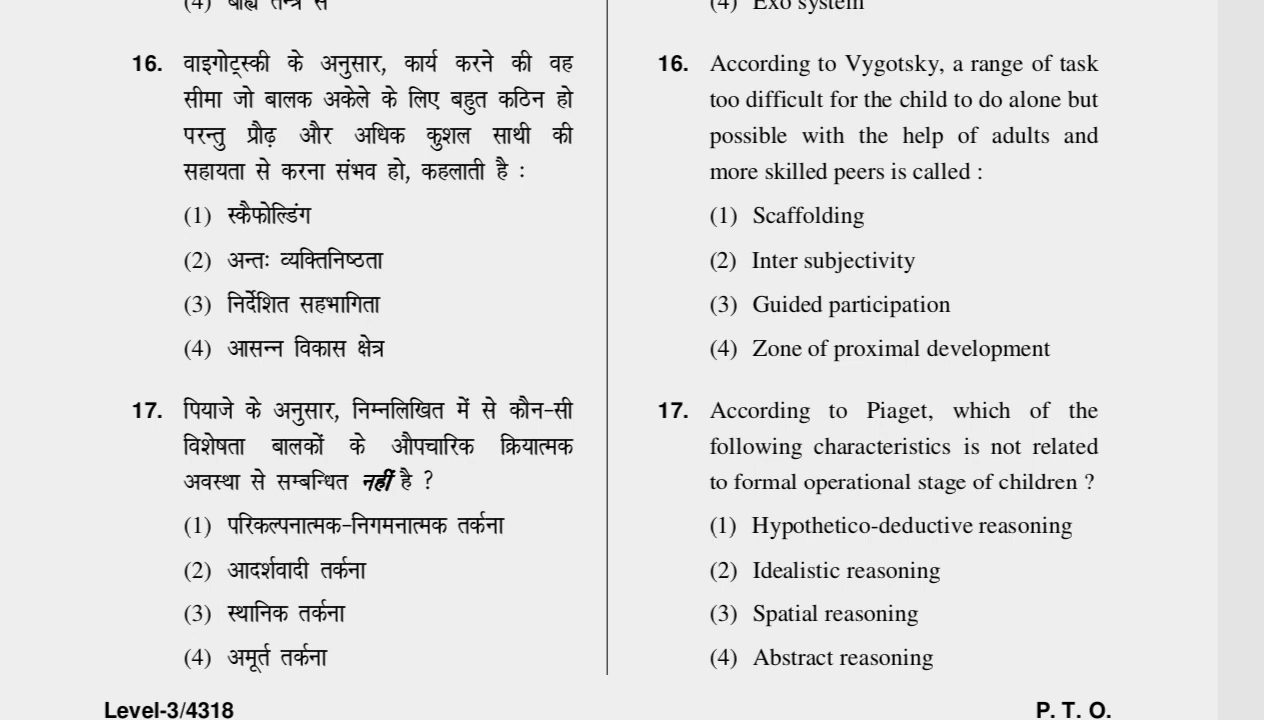 (4) बाह्य तन्त्र से
16. वाइगोट्स्की के अनुसार, कार्य करने की वह
सीमा जो बालक अकेले के लिए बहुत कठिन हो
परन्तु प्रौढ़ और अधिक कुशल साथी की
सहायता से करना संभव हो, कहलाती है :
(1) स्कैफोल्डिंग
(2) अन्तः व्यक्तिनिष्ठता
(3) निर्देशित सहभागिता
(4) आसन्न विकास क्षेत्र
17. पियाजे के अनुसार, निम्नलिखित में से कौन-सी
विशेषता बालकों के औपचारिक क्रियात्मक
अवस्था से सम्बन्धित नहीं है ?
(1) परिकल्पनात्मक-निगमनात्मक तर्कना
(2) आदर्शवादी तर्कना
(3) स्थानिक तर्कना
(4) अमूर्त तर्कना
Level-3/4318
(4) Exo system
16. According to Vygotsky, a range of task
too difficult for the child to do alone but
possible with the help of adults and
more skilled peers is called :
(1) Scaffolding
(2) Inter subjectivity
(3) Guided participation
(4) Zone of proximal development
17. According to Piaget, which of the
following characteristics is not related
to formal operational stage of children ?
(1) Hypothetico-deductive reasoning
(2) Idealistic reasoning
(3) Spatial reasoning
(4) Abstract reasoning
P. T. O.